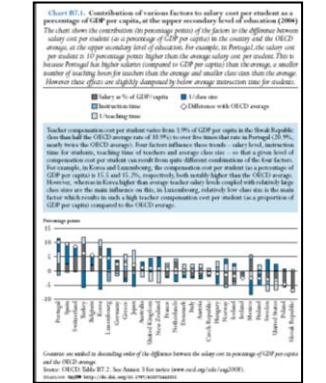 Chart B7.1. Contribution of various factors to salary cost per student as a
percentage of GDP per capita, at the upper secondary level of education (2004)
The chart shows the contribution (in percentage points) of the factors to the difference between
salary cost per student (as a percentage of GDP per capita) in the country and the OECD
average, at the upper secondary level of education. For example, in Portugal, the salary cost
per student is 10 percentage points higher than the average salary cost per student. This is
because Portugal has higher salaries (compared to GDP per capita) than the average, a smaller
number of teaching hours for teachers than the average and smaller class sizes than the average.
However these effects are slightly dampened by below average instruction time for students.
Salary as % of GDP/capita 1/class size
Instruction time Difference with OECD average
1/teaching time
Teacher compensation cost per student varies from 3.9% of GDP per capita in the Slovak Republic
(less than half the OECD average rate of 10.9%) to over five times that rate in Portugal (20.9%,
nearly twice the OECD average). Four factors influence these trends – salary level, instruction
time for students, teaching time of teachers and average class size – so that a given level of
compensation cost per student can result from quite different combinations of the four factors.
For example, in Korea and Luxembourg, the compensation cost per student (as a percentage of
GDP per capita) is 15.5 and 15.2%, respectively, both notably higher than the OECD average.
However, whereas in Korea higher than average teacher salary levels coupled with relatively large
class sizes are the main influence on this, in Luxembourg, relatively low class size is the main
factor which results in such a high teacher compensation cost per student (as a proportion of
GDP per capita) compared to the OECD average.
Percentage points
15
10
5
0
-5
-10
Portugal
Spain
Turkey
Belgium
Korea
Luxembourg
Germany
Greece
Japan
Australia
United Kingdom
New Zealand
France
Netherlands
Denmark
Italy
Austria
Czech Republic
Hungary
Norway
Iceland
Ireland
Mexico
Finland
Sweden
United States
Poland
Slovak Republic
Countries are ranked in descending order of the difference between the salary cost to percentage of GDP per capita
and the OECD average.
Source: OECD. Table B7.2. See Annex 3 for notes (www.oecd.org/edu/eag2008).